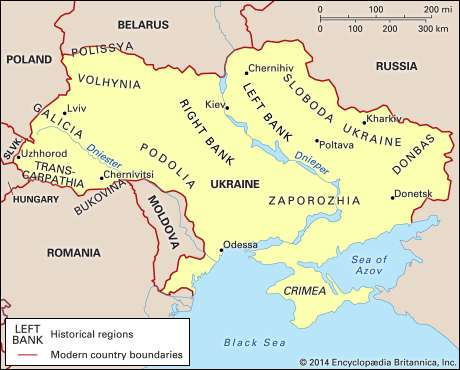 BELARUS
0 100 200 mi
0 100 200 300 km
POLAND
POLISSYA
RUSSIA
VOLHYNIA
Chernihiv
SLOBODA UKRAINE
Lviv
Kiev
LEFT BANK
Kharkiv
GALICIA
RIGHT BANK
Poltava
DONBAS
SLVK.
Uzhhorod
Dniester
PODOLIA
Dnieper
TRANS-
CARPATHIA
Chernivitsi
UKRAINE
Donetsk
HUNGARY
BUKOVINA
MOLDOVA
ZAPOROZHIA
ROMANIA
Odessa
Sea of
Azov
CRIMEA
Black Sea
LEFT
BANK
Historical regions
Modern country boundaries
© 2014 Encyclopædia Britannica, Inc.